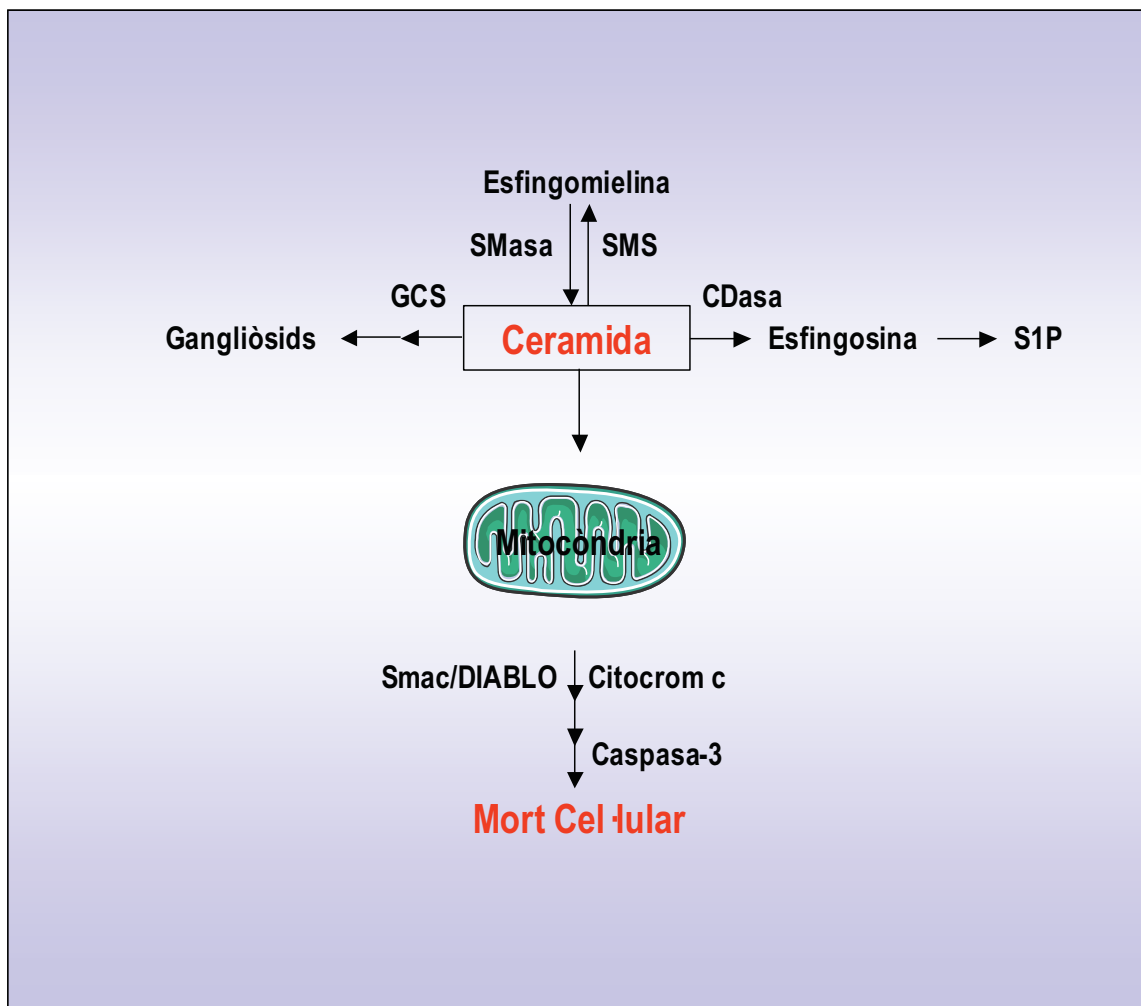 Esfingomielina
SMasa SMS
GCS CDasa
Gangliòsids Ceramida Esfingosina S1P
Mitocòndria
Smac/DIABLO Citocrom c
Caspasa-3
Mort Cel·lular